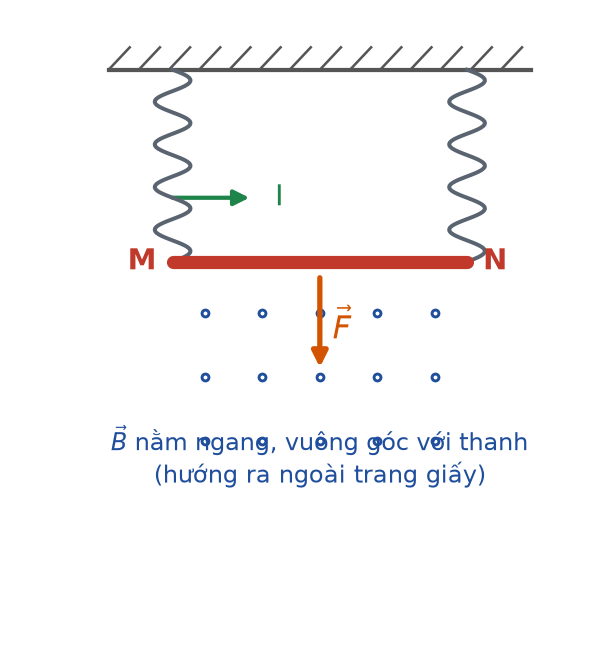 I
M N
F⃗
B⃗ nằm ngang, vuông góc với thanh
(hướng ra ngoài trang giấy)